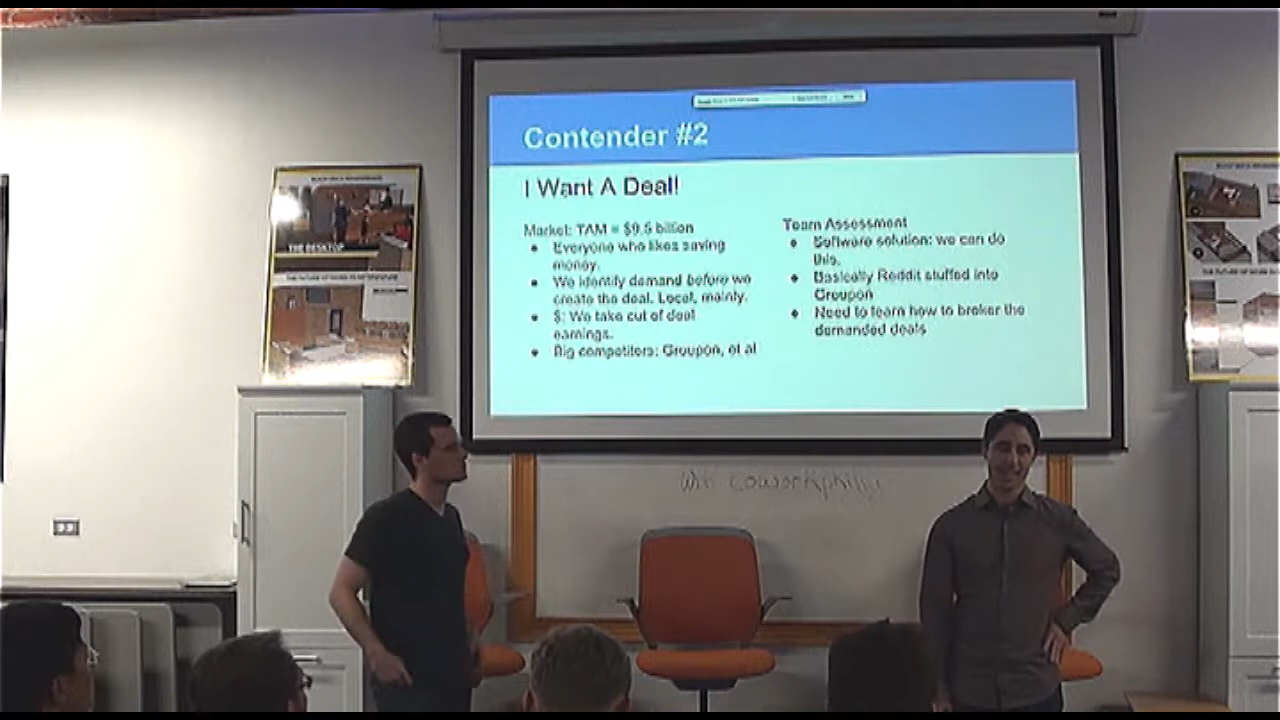 Contender #2
I Want A Deal!
Market: TAM = $9.5 billion
● Everyone who likes saving
money.
● We identify demand before we
create the deal. Local, mainly.
● $: We take cut of deal
earnings.
● Big competitors: Groupon, et al
Team Assessment
● Software solution: we can do
this.
● Basically Reddit stuffed into
Groupon
● Need to learn how to broker the
demanded deals
THE DESKTOP
coworkphilly